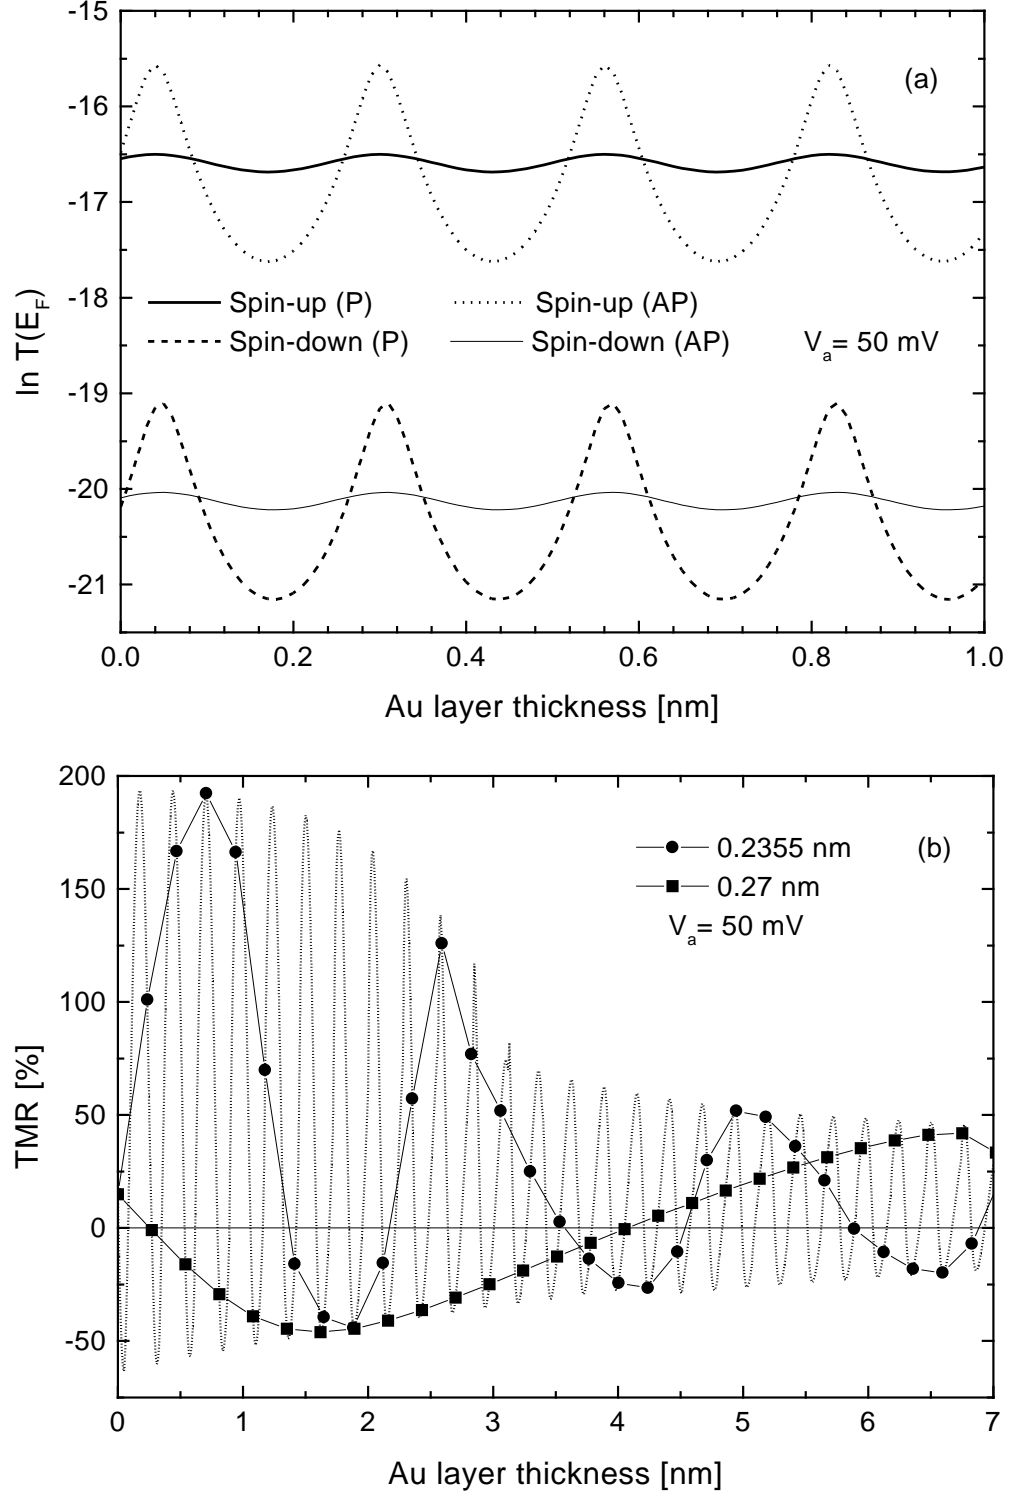 -15
(a)
-16
-17
-18
Spin-up (P)
Spin-up (AP)
Spin-down (P)
Spin-down (AP)
V_a= 50 mV
-19
-20
-21
ln T(E_F)
0.0
0.2
0.4
0.6
0.8
1.0
Au layer thickness [nm]
200
0.2355 nm
(b)
0.27 nm
V_a= 50 mV
150
100
50
0
-50
TMR [%]
0
1
2
3
4
5
6
7
Au layer thickness [nm]